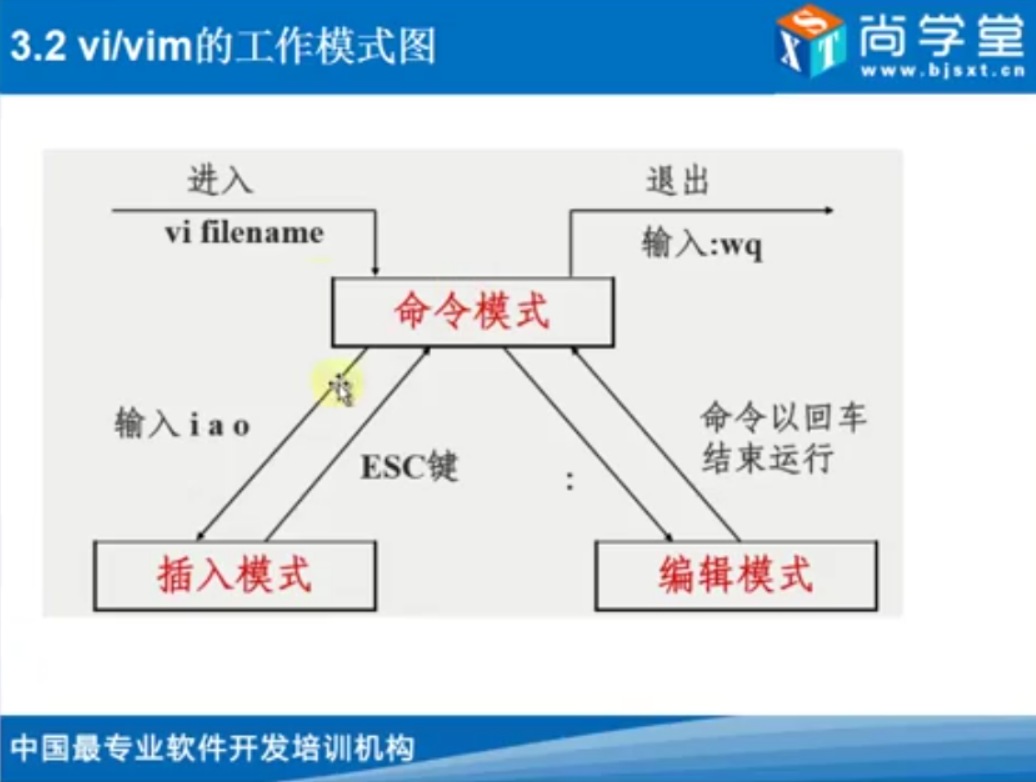 3.2 vi/vim的工作模式图
尚学堂
SXT
www.bjsxt.cn
进入
vi filename
退出
输入:wq
命令模式
输入 i a o
ESC键
:
命令以回车
结束运行
插入模式
编辑模式
中国最专业软件开发培训机构